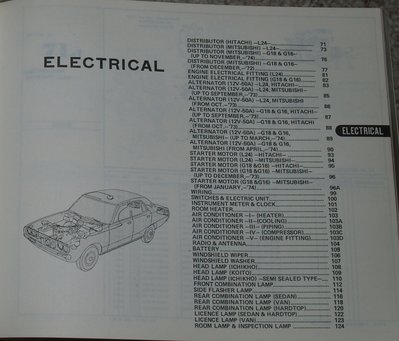 ELECTRICAL
DISTRIBUTOR (HITACHI) —L24— 71
DISTRIBUTOR (MITSUBISHI) —L24— 73
DISTRIBUTOR (MITSUBISHI) —G18 & G16—
(UP TO NOVEMBER,—'74) 76
DISTRIBUTOR (MITSUBISHI) —G18 & G16—
(FROM DECEMBER,—'74) 77
ENGINE ELECTRICAL FITTING (L24) 81
ENGINE ELECTRICAL FITTING (G18 & G16) 82
ALTERNATOR (12V-50A) —L24, HITACHI— 83
ALTERNATOR (12V-50A) —L24, MITSUBISHI—
(UP TO SEPTEMBER,—'73) 85
ALTERNATOR (12V-50A) —L24, MITSUBISHI
(FROM OCT.—'73) 86
ALTERNATOR (12V-50A) —G18 & G16, HITACHI—
(UP TO SEPTEMBER,—'73) 87
ALTERNATOR (12V-50A) —G18 & G16, HITACHI
(FROM OCT.—'73) 88
ALTERNATOR (12V-60A) —G18 & G16,
MITSUBISHI— (UP TO MARCH,—'74) 89
ALTERNATOR (12V-60A) —G18 & G16,
MITSUBISHI (FROM APRIL,—'74) 90
STARTER MOTOR (L24) —HITACHI— 93
STARTER MOTOR (L24) —MITSUBISHI— 94
STARTER MOTOR (G18 & G16) —HITACHI— 95
STARTER MOTOR (G18 & G16) —MITSUBISHI—
(UP TO DECEMBER,—'73) 96
STARTER MOTOR (G18 & G16) —MITSUBISHI—
(FROM JANUARY,—'74) 96A
WIRING 99
SWITCHES & ELECTRIC UNIT 100
INSTRUMENT METER & CLOCK 101
ROOM HEATER 102
AIR CONDITIONER —I— (HEATER) 103
AIR CONDITIONER —II— (COOLING) 103A
AIR CONDITIONER —III— (PIPING) 103B
AIR CONDITIONER —IV— (COMPRESSOR) 103C
AIR CONDITIONER —V— (ENGINE FITTING) 103D
RADIO & ANTENNA 104
BATTERY 105
WINDSHIELD WIPER 106
WINDSHIELD WASHER 107
HEAD LAMP (ICHIKHO) 108
HEAD LAMP (KOITO) 109
HEAD LAMP (ICHIKHO) —SEMI SEALED TYPE— 110
FRONT COMBINATION LAMP 112
SIDE FLASHER LAMP 114
REAR COMBINATION LAMP (SEDAN) 116
REAR COMBINATION LAMP (VAN) 118
REAR COMBINATION LAMP (HARDTOP) 120
LICENCE LAMP (SEDAN & HARDTOP) 122
LICENCE LAMP (VAN) 123
ROOM LAMP & INSPECTION LAMP 124
ELECTRICAL